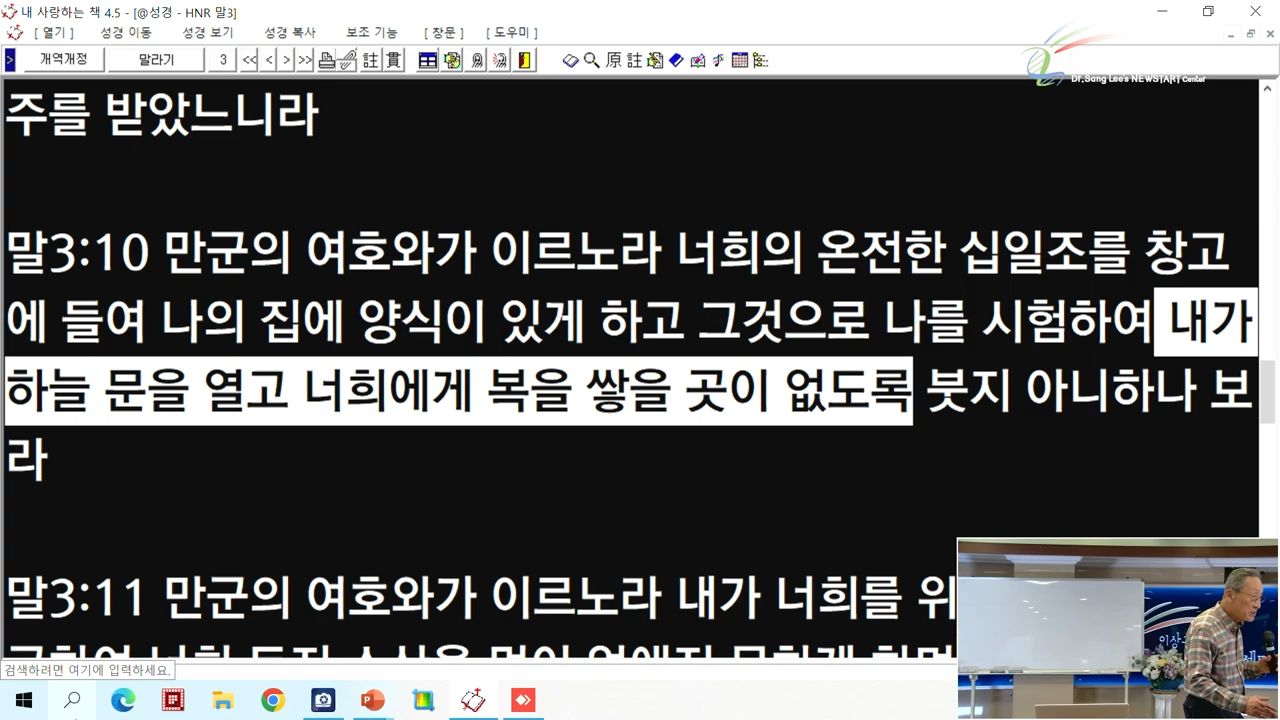 내 사랑하는 책 4.5 - [@성경 - HNR 말3]
[ 열기 ] 성경 이동 성경 보기 성경 복사 보조 기능 [ 창문 ] [ 도우미 ]
> 개역개정 말라기 3 << < > >> 註 貫 原 註
Dr.Sang Lee's NEWSTART Center
주를 받았느니라
말3:10 만군의 여호와가 이르노라 너희의 온전한 십일조를 창고
에 들여 나의 집에 양식이 있게 하고 그것으로 나를 시험하여 내가
하늘 문을 열고 너희에게 복을 쌓을 곳이 없도록 붓지 아니하나 보
라
말3:11 만군의 여호와가 이르노라 내가 너희를 위
검색하려면 여기에 입력하세요.